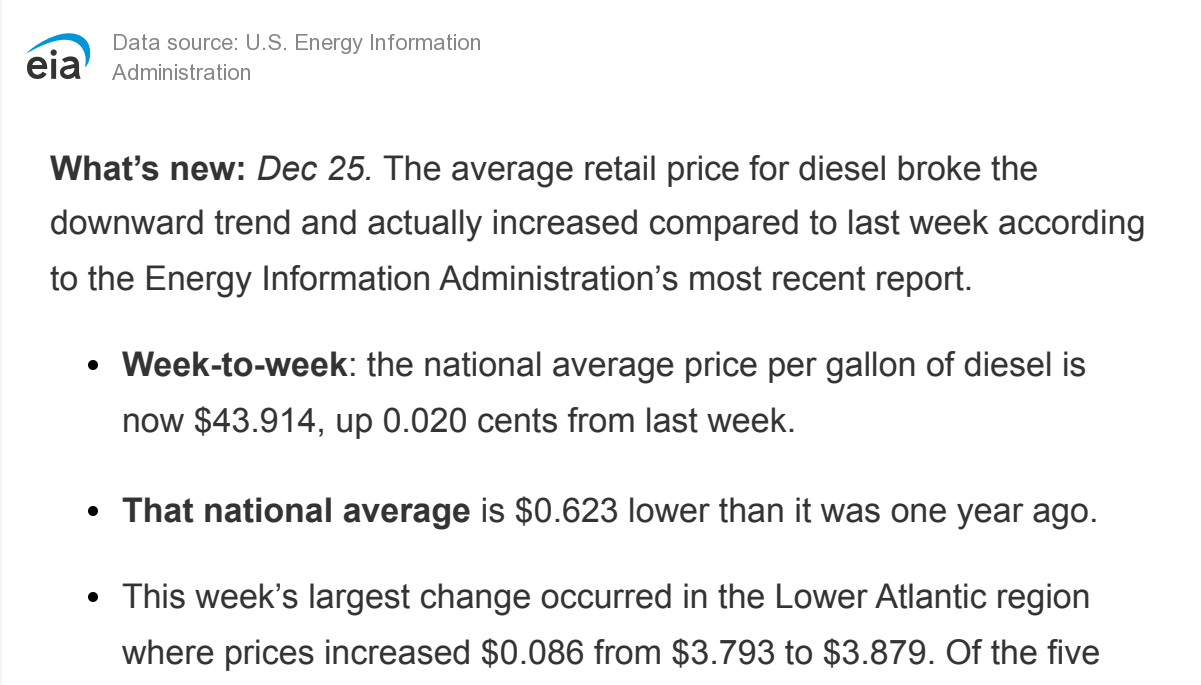 eia
Data source: U.S. Energy Information
Administration
What’s new: Dec 25. The average retail price for diesel broke the
downward trend and actually increased compared to last week according
to the Energy Information Administration’s most recent report.
• Week-to-week: the national average price per gallon of diesel is
now $43.914, up 0.020 cents from last week.
• That national average is $0.623 lower than it was one year ago.
• This week’s largest change occurred in the Lower Atlantic region
where prices increased $0.086 from $3.793 to $3.879. Of the five